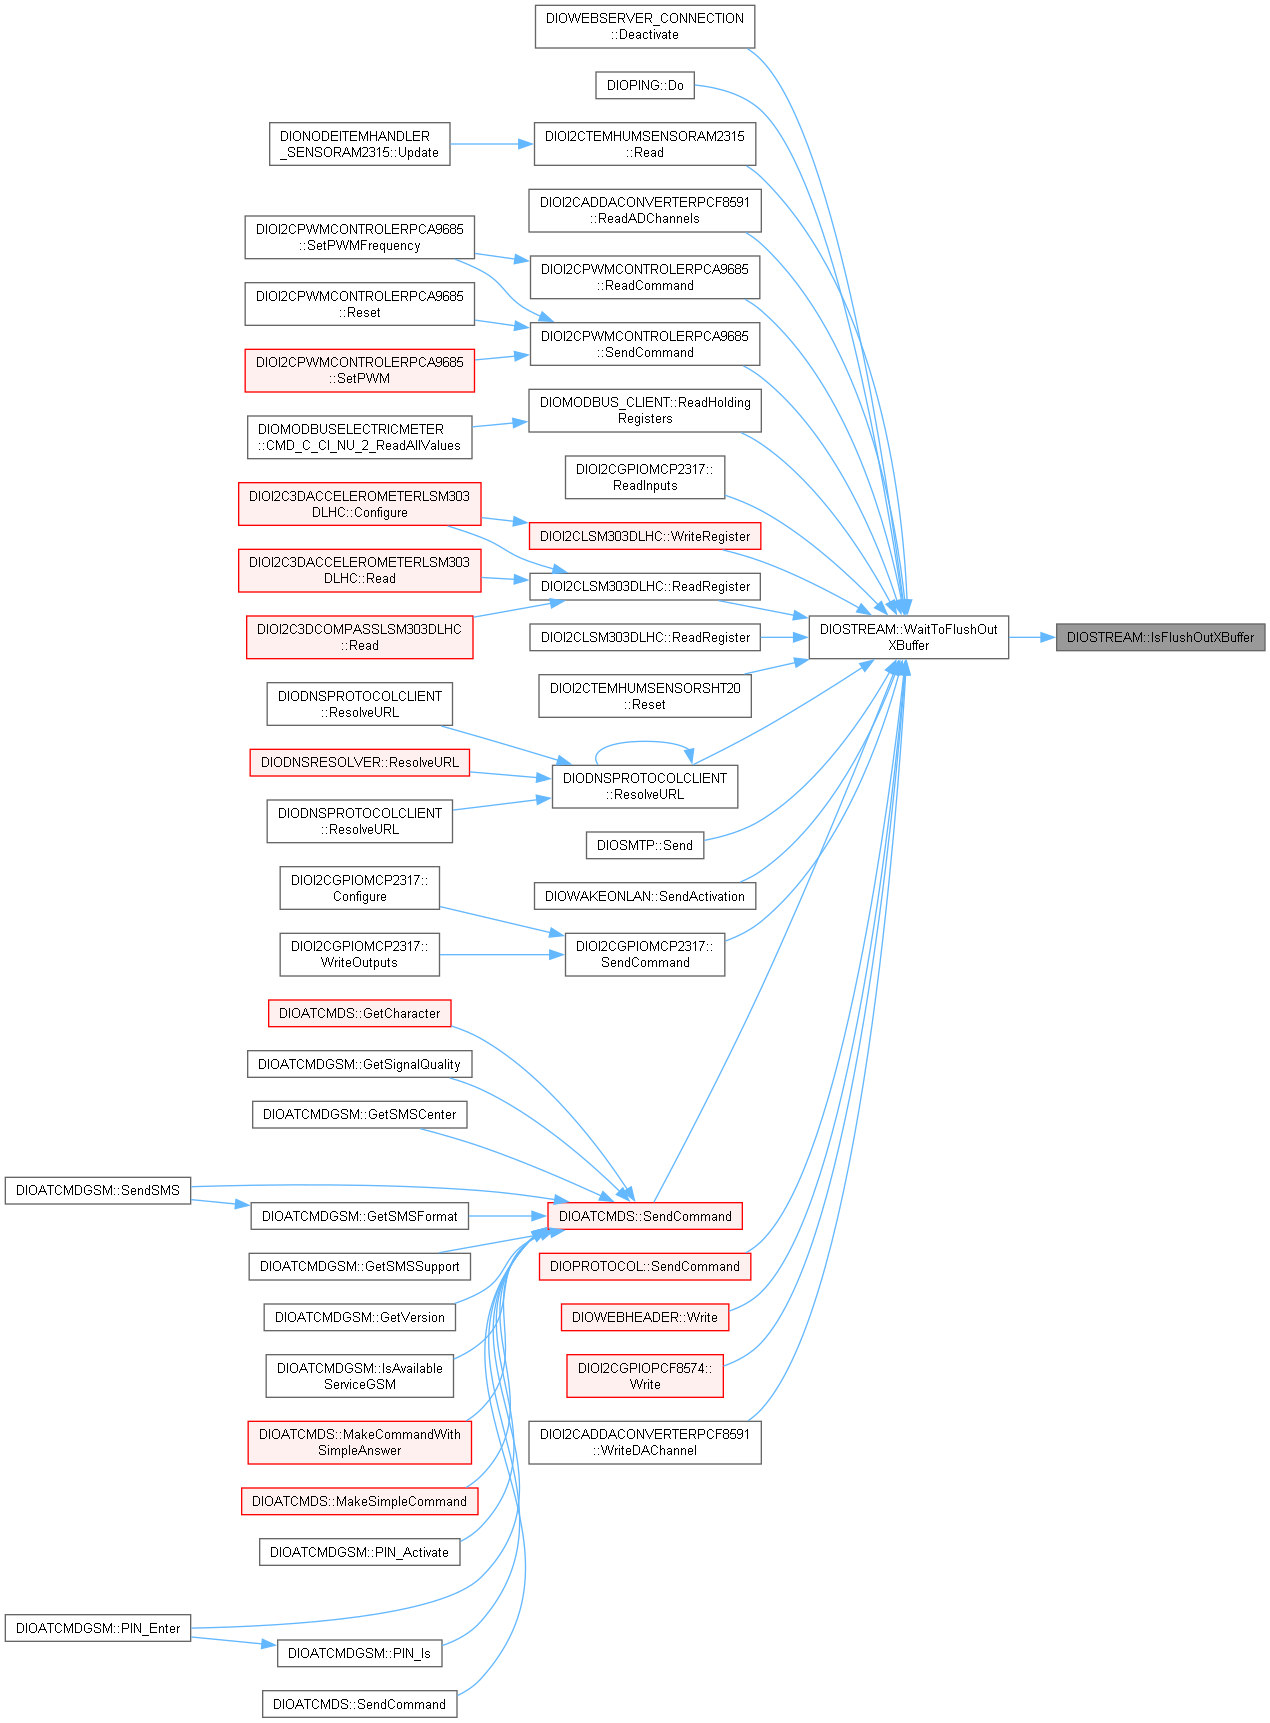 DIOWEBSERVER_CONNECTION
::Deactivate
DIOPING::Do
DIONODEITEMHANDLER
_SENSORAM2315::Update
DIOI2CTEMHUMSENSORAM2315
::Read
DIOI2CADDACONVERTERPCF8591
::ReadADChannels
DIOI2CPWMCONTROLERPCA9685
::SetPWMFrequency
DIOI2CPWMCONTROLERPCA9685
::ReadCommand
DIOI2CPWMCONTROLERPCA9685
::Reset
DIOI2CPWMCONTROLERPCA9685
::SendCommand
DIOI2CPWMCONTROLERPCA9685
::SetPWM
DIOMODBUS_CLIENT::ReadHolding
Registers
DIOMODBUSELECTRICMETER
::CMD_C_CI_NU_2_ReadAllValues
DIOI2CGPIOMCP2317::
ReadInputs
DIOI2C3DACCELEROMETERLSM303
DLHC::Configure
DIOI2CLSM303DLHC::WriteRegister
DIOI2C3DACCELEROMETERLSM303
DLHC::Read
DIOI2CLSM303DLHC::ReadRegister
DIOI2C3DCOMPASSLSM303DLHC
::Read
DIOI2CLSM303DLHC::ReadRegister
DIOSTREAM::WaitToFlushOut
XBuffer
DIOSTREAM::IsFlushOutXBuffer
DIOI2CTEMHUMSENSORSHT20
::Reset
DIODNSPROTOCOLCLIENT
::ResolveURL
DIODNSRESOLVER::ResolveURL
DIODNSPROTOCOLCLIENT
::ResolveURL
DIODNSPROTOCOLCLIENT
::ResolveURL
DIOSMTP::Send
DIOWAKEONLAN::SendActivation
DIOI2CGPIOMCP2317::
Configure
DIOI2CGPIOMCP2317::
WriteOutputs
DIOI2CGPIOMCP2317::
SendCommand
DIOATCMDS::GetCharacter
DIOATCMDGSM::GetSignalQuality
DIOATCMDGSM::GetSMSCenter
DIOATCMDGSM::SendSMS
DIOATCMDGSM::GetSMSFormat
DIOATCMDS::SendCommand
DIOATCMDGSM::GetSMSSupport
DIOPROTOCOL::SendCommand
DIOATCMDGSM::GetVersion
DIOWEBHEADER::Write
DIOATCMDGSM::IsAvailable
ServiceGSM
DIOI2CGPIOPCF8574::
Write
DIOATCMDS::MakeCommandWith
SimpleAnswer
DIOI2CADDACONVERTERPCF8591
::WriteDAChannel
DIOATCMDS::MakeSimpleCommand
DIOATCMDGSM::PIN_Activate
DIOATCMDGSM::PIN_Enter
DIOATCMDGSM::PIN_Is
DIOATCMDS::SendCommand